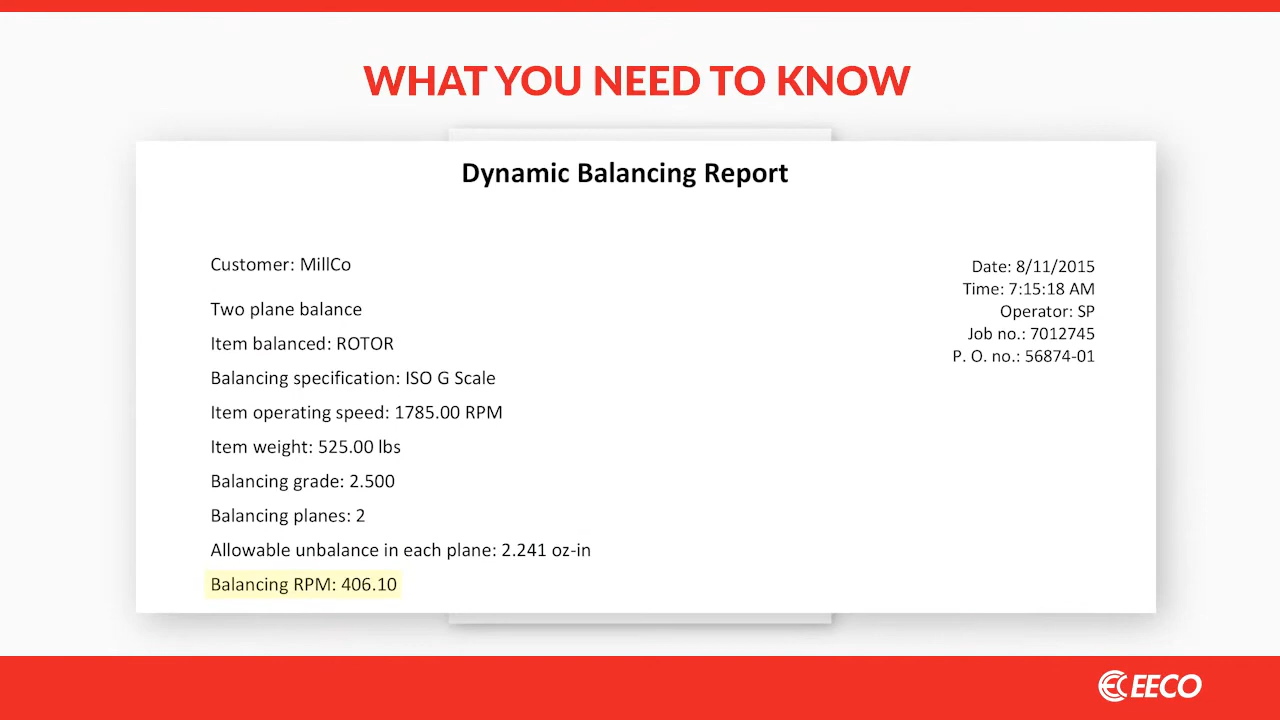 WHAT YOU NEED TO KNOW
Dynamic Balancing Report
Customer: MillCo
Two plane balance
Item balanced: ROTOR
Balancing specification: ISO G Scale
Item operating speed: 1785.00 RPM
Item weight: 525.00 lbs
Balancing grade: 2.500
Balancing planes: 2
Allowable unbalance in each plane: 2.241 oz-in
Balancing RPM: 406.10
Date: 8/11/2015
Time: 7:15:18 AM
Operator: SP
Job no.: 7012745
P. O. no.: 56874-01
EECO